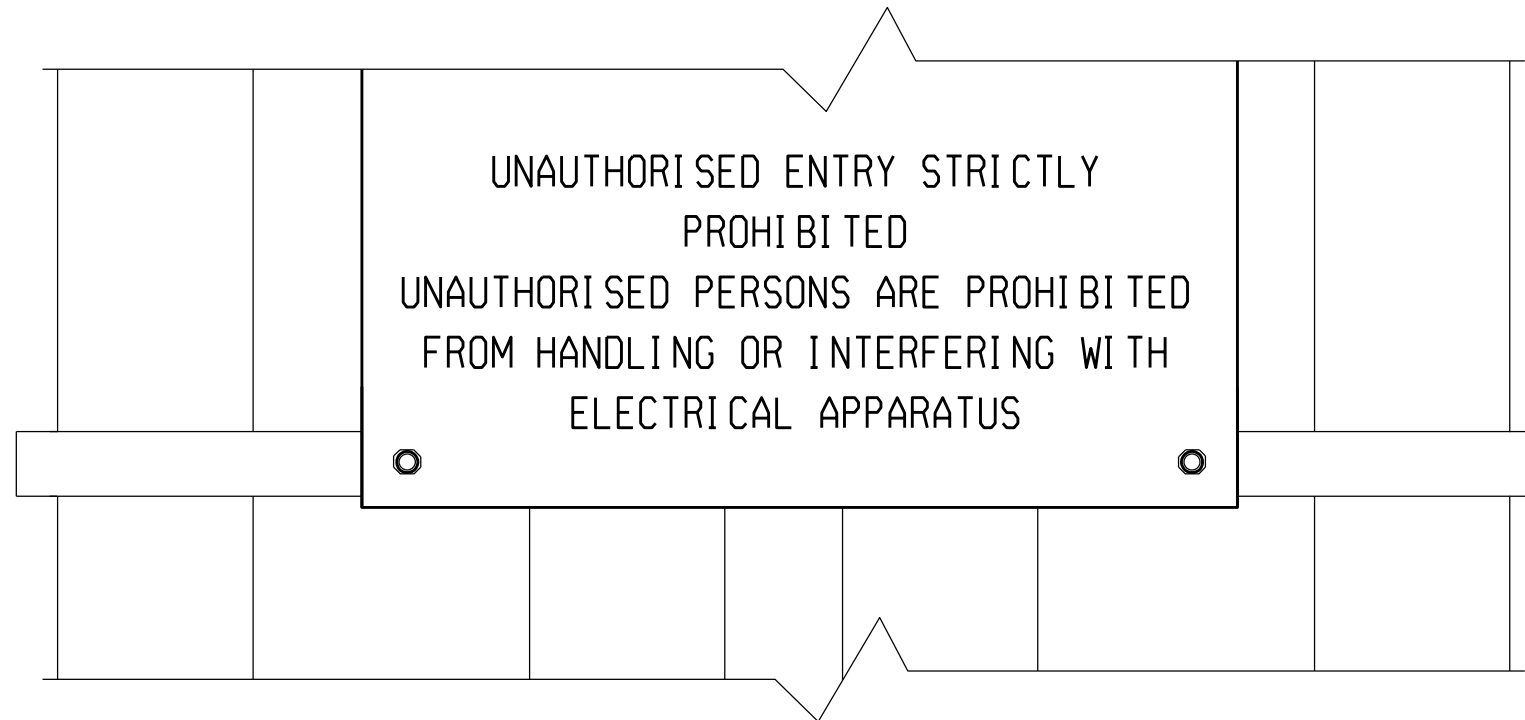 UNAUTHORISED ENTRY STRICTLY
PROHIBITED
UNAUTHORISED PERSONS ARE PROHIBITED
FROM HANDLING OR INTERFERING WITH
ELECTRICAL APPARATUS